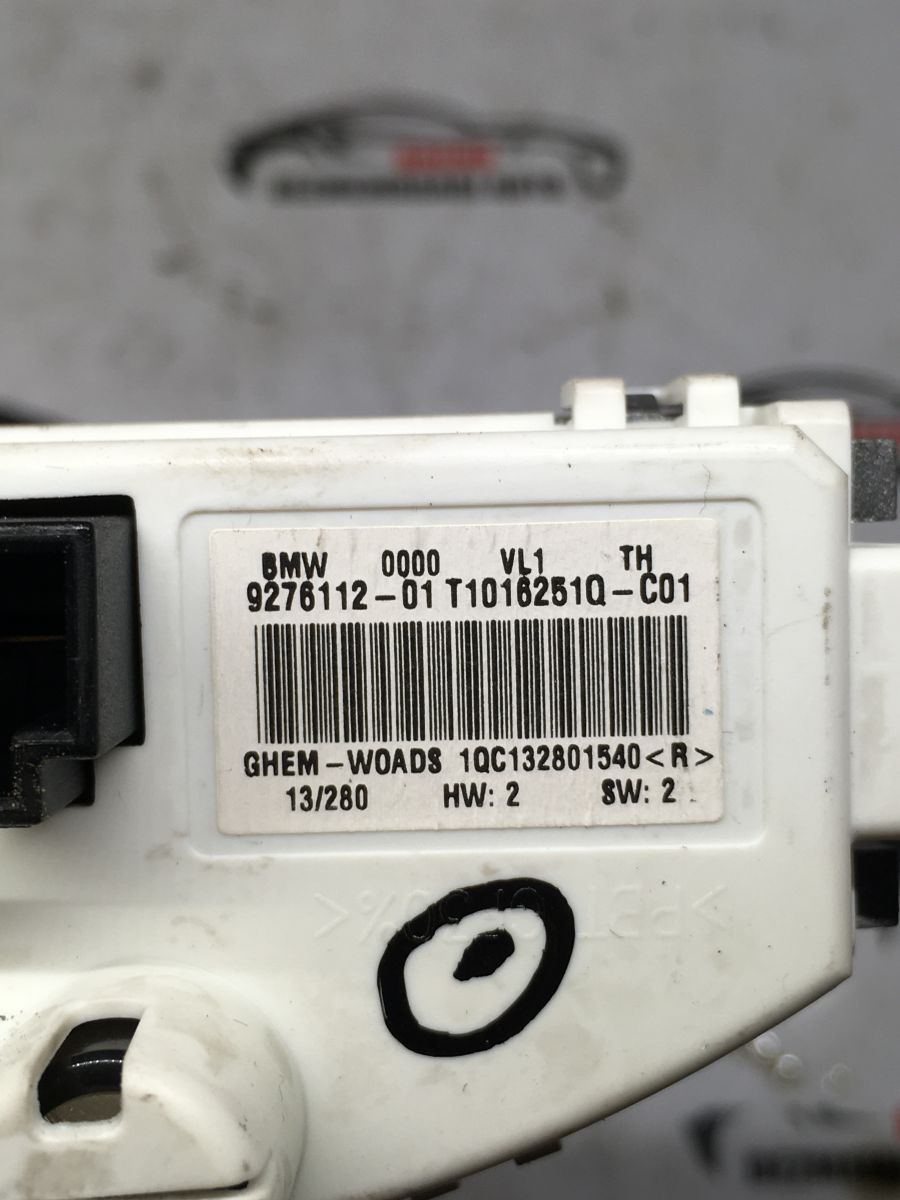 BMW 0000 VL1 TH
9276112-01 T1016251Q-C01
GHEM-WOADS 1QC132801540<R>
13/280 HW: 2 SW: 2